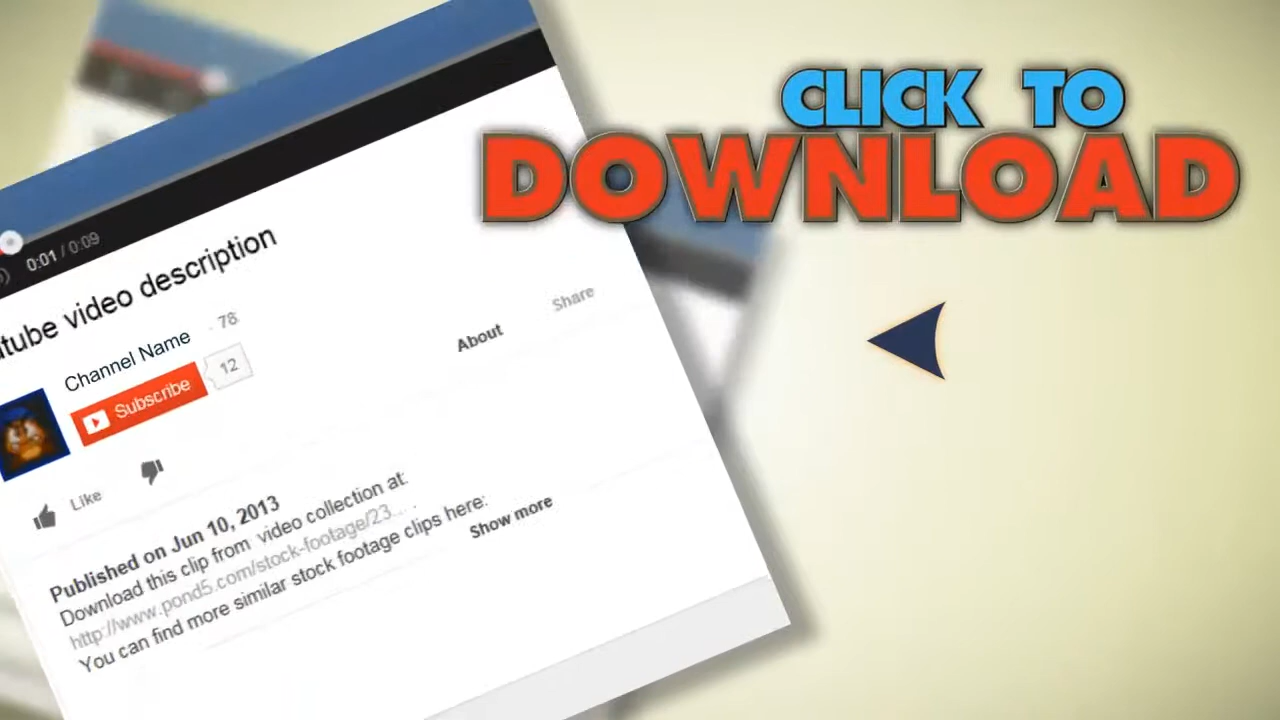 CLICK TO
DOWNLOAD
0:01 / 0:09
tube video description
Channel Name
78
Subscribe
12
About
Share
Like
Published on Jun 10, 2013
Download this clip from video collection at:
http://www.pond5.com/stock-footage/23...
You can find more similar stock footage clips here:
Show more